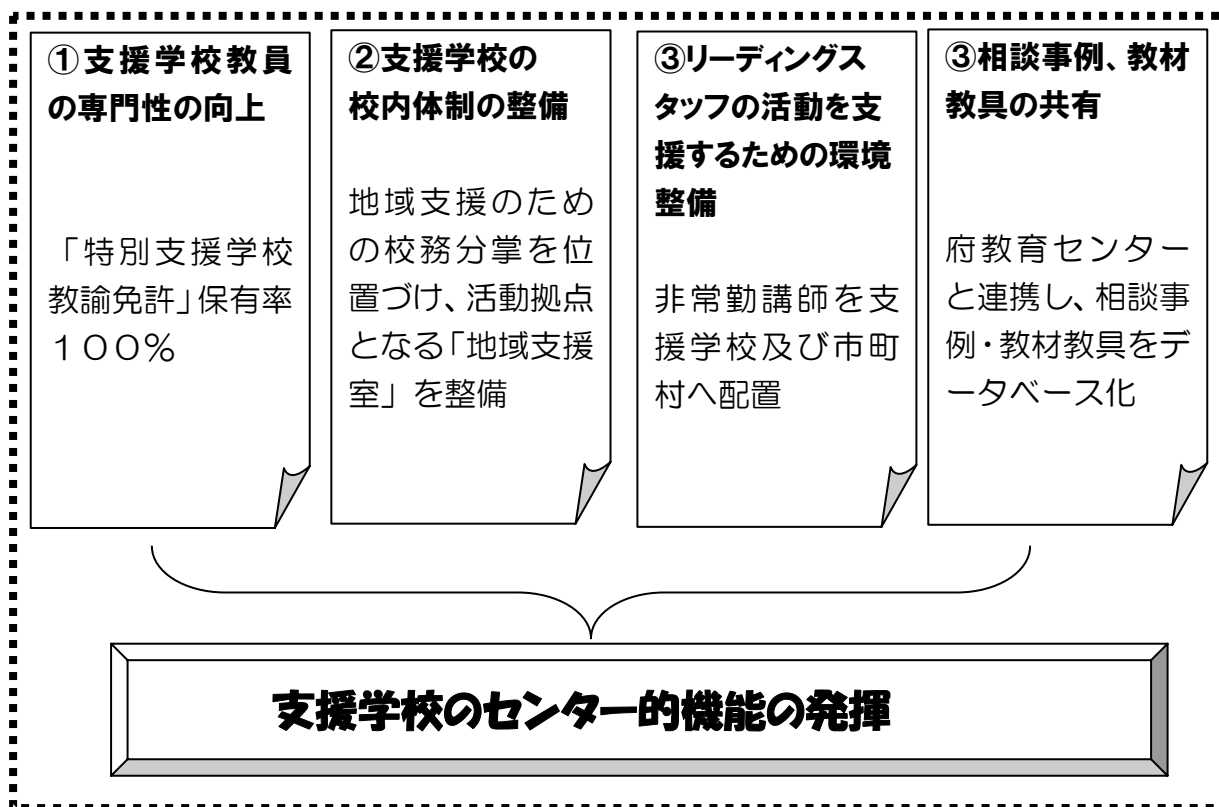 ①支援学校教員
の専門性の向上
「特別支援学校
教諭免許」保有率
１００％
②支援学校の
校内体制の整備
地域支援のため
の校務分掌を位
置づけ、活動拠点
となる「地域支援
室」を整備
③リーディングス
タッフの活動を支
援するための環境
整備
非常勤講師を支
援学校及び市町
村へ配置
③相談事例、教材
教具の共有
府教育センター
と連携し、相談事
例・教材教具をデ
ータベース化
支援学校のセンター的機能の発揮